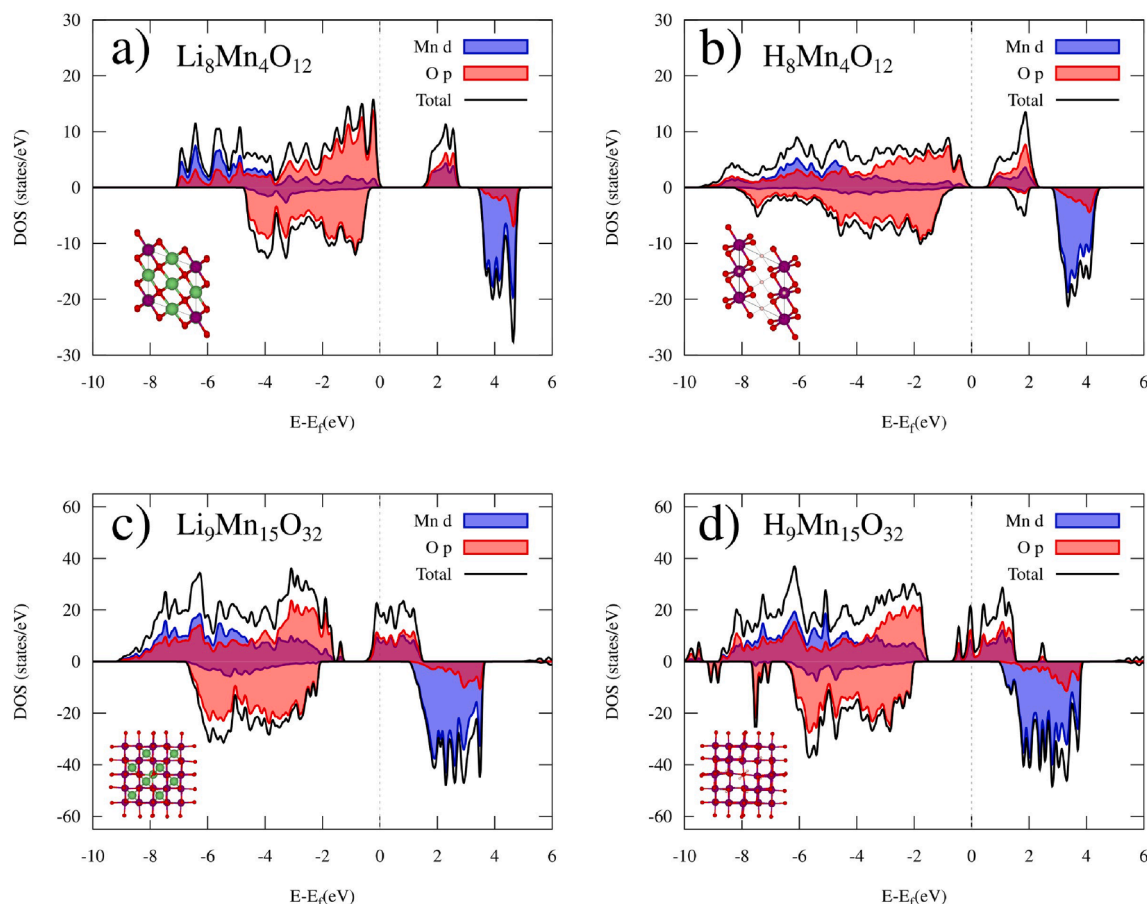 a) Li8Mn4O12
Mn d
O p
Total
DOS (states/eV)
30
20
10
0
-10
-20
-30
-10 -8 -6 -4 -2 0 2 4 6
E-Ef(eV)
b) H8Mn4O12
Mn d
O p
Total
DOS (states/eV)
30
20
10
0
-10
-20
-30
-10 -8 -6 -4 -2 0 2 4 6
E-Ef(eV)
c) Li9Mn15O32
Mn d
O p
Total
DOS (states/eV)
60
40
20
0
-20
-40
-60
-10 -8 -6 -4 -2 0 2 4 6
E-Ef(eV)
d) H9Mn15O32
Mn d
O p
Total
DOS (states/eV)
60
40
20
0
-20
-40
-60
-10 -8 -6 -4 -2 0 2 4 6
E-Ef(eV)